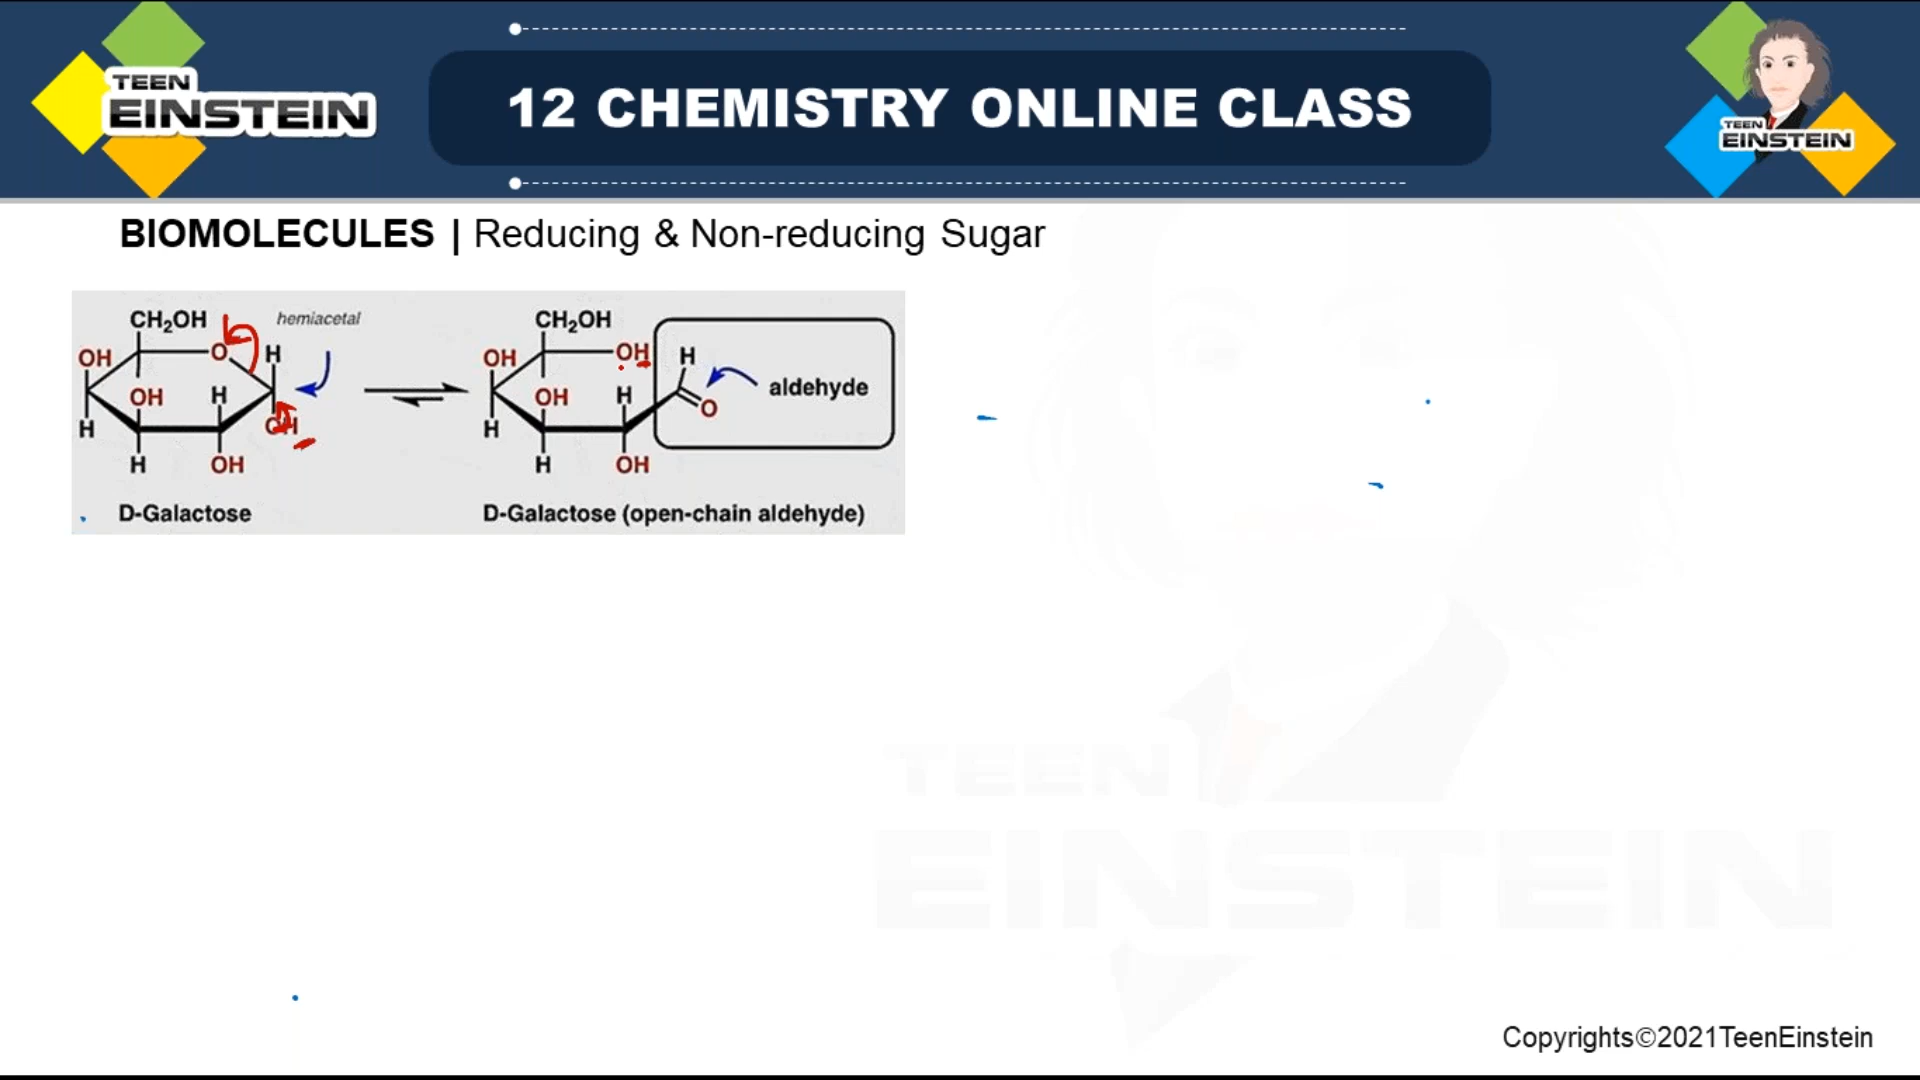 TEEN
EINSTEIN
12 CHEMISTRY ONLINE CLASS
TEEN
EINSTEIN
BIOMOLECULES | Reducing & Non-reducing Sugar
CH₂OH
hemiacetal
OH
O
H
OH
H
H
OH
H
OH
D-Galactose
CH₂OH
OH
OH
H
OH
H
O
aldehyde
H
H
OH
D-Galactose (open-chain aldehyde)
TEEN
EINSTEIN
Copyrights©2021TeenEinstein